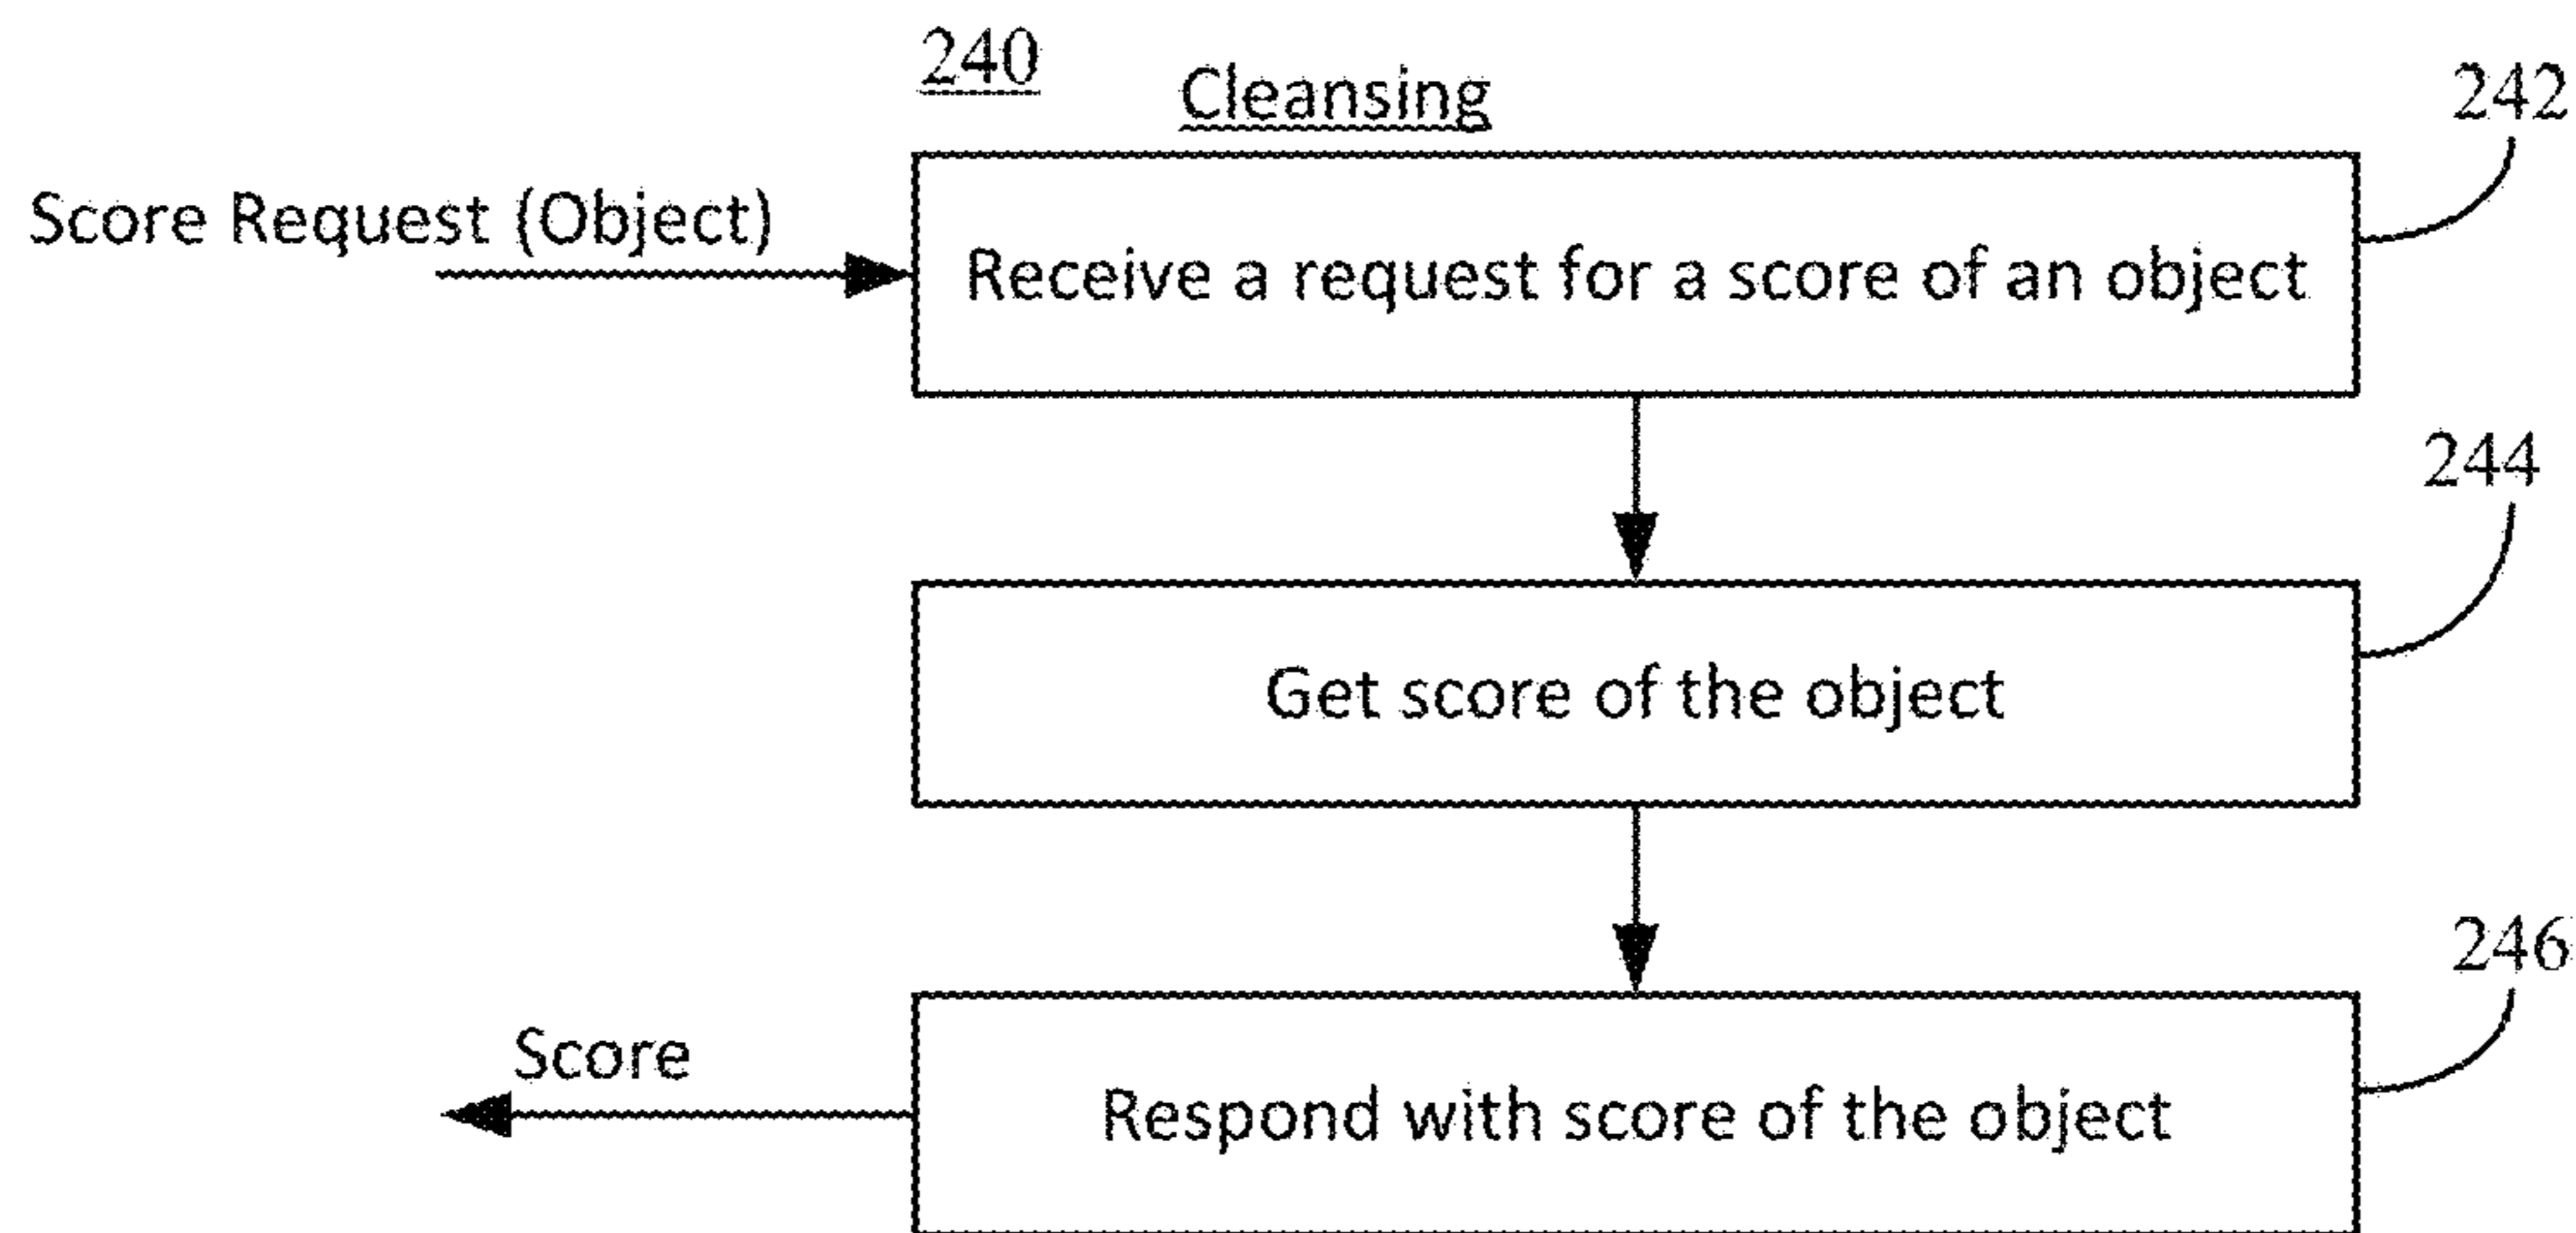 240
Cleansing
242
Score Request (Object)
Receive a request for a score of an object
244
Get score of the object
246
Score
Respond with score of the object